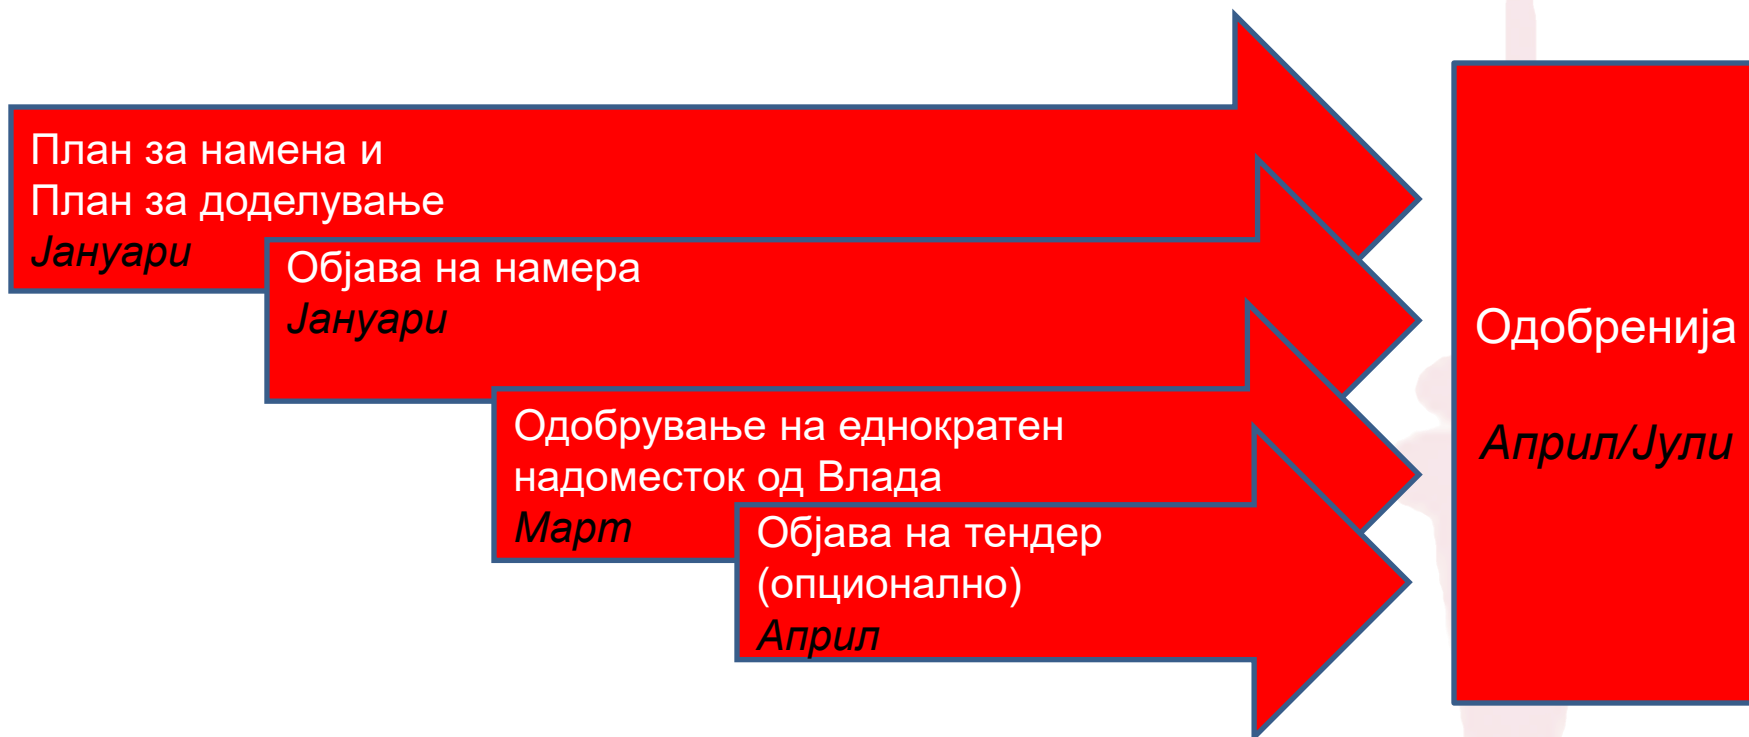 План за намена и
План за доделување
Јануари
Објава на намера
Јануари
Одобрување на еднократен
надоместок од Влада
Март
Објава на тендер
(опционално)
Април
Одобренија
Април/Јули